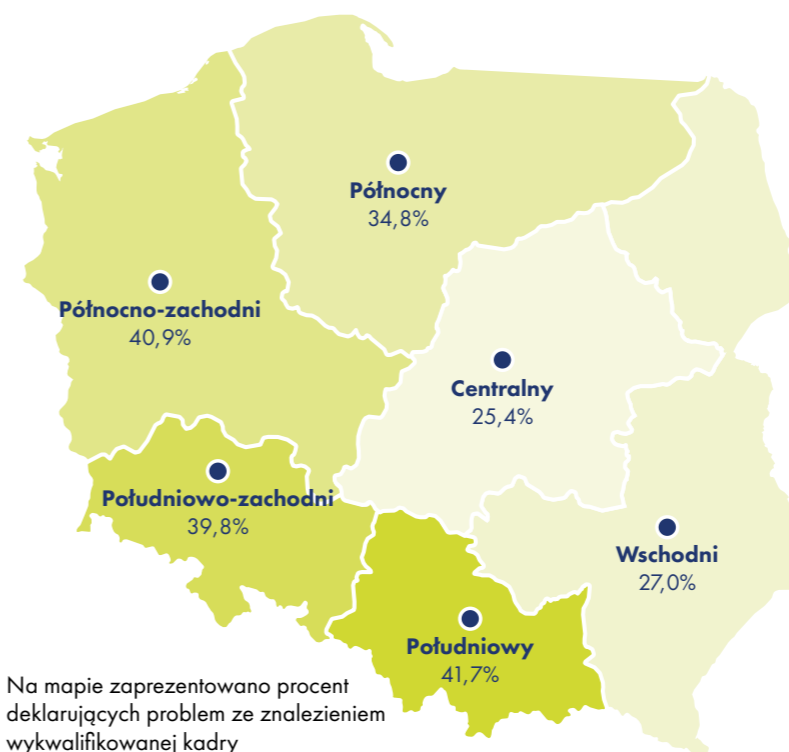 Północny
34,8%
Północno-zachodni
40,9%
Centralny
25,4%
Południowo-zachodni
39,8%
Wschodni
27,0%
Południowy
41,7%
Na mapie zaprezentowano procent
deklarujących problem ze znalezieniem
wykwalifikowanej kadry